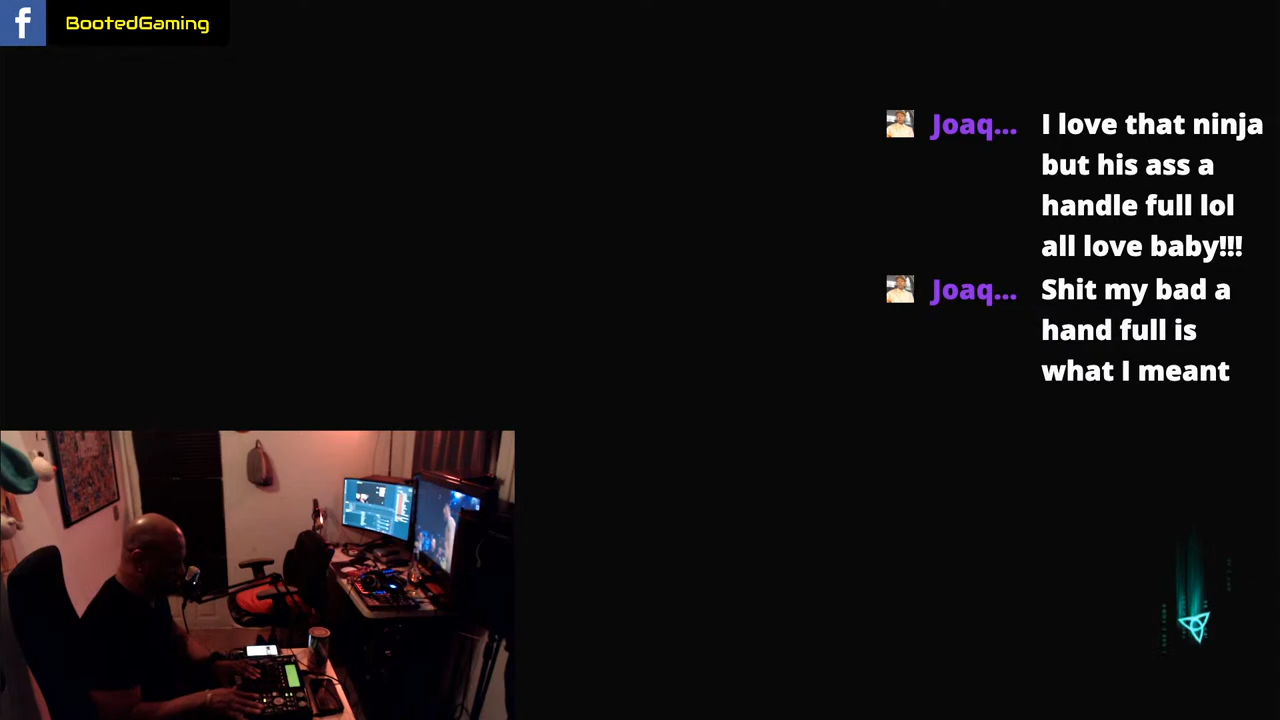 BootedGaming
Joaq... I love that ninja
but his ass a
handle full lol
all love baby!!!
Joaq... Shit my bad a
hand full is
what I meant